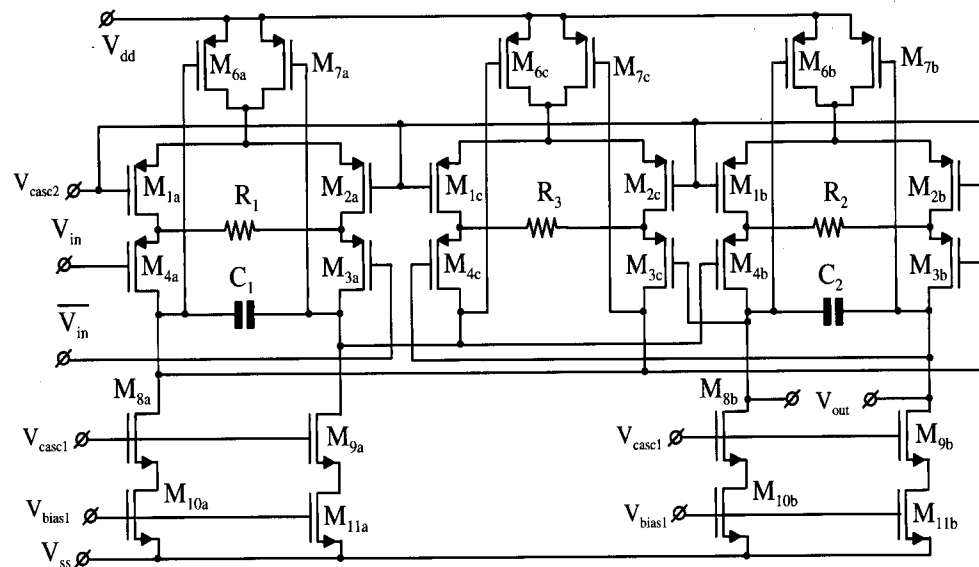 V_dd
M_6a
M_7a
M_6c
M_7c
M_6b
M_7b
V_casc2
M_1a
M_2a
M_1c
M_2c
M_1b
M_2b
R_1
R_3
R_2
V_in
M_4a
M_3a
M_4c
M_3c
M_4b
M_3b
C_1
C_2
V̅_in
M_8a
M_8b
V_out
V_casc1
M_9a
V_casc1
M_9b
M_10a
M_10b
V_bias1
M_11a
V_bias1
M_11b
V_ss